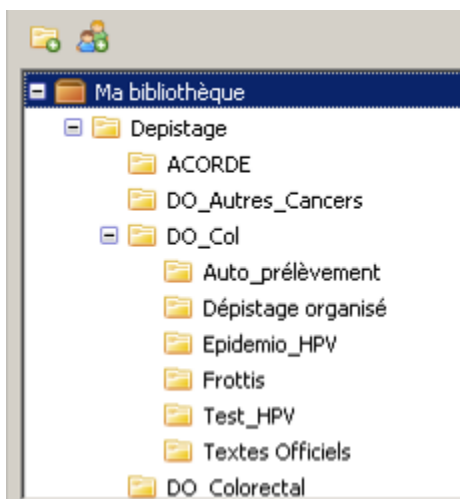 Ma bibliothèque
Depistage
ACORDE
DO_Autres_Cancers
DO_Col
Auto_prélèvement
Dépistage organisé
Epidemio_HPV
Frottis
Test_HPV
Textes Officiels
DO_Colorectal